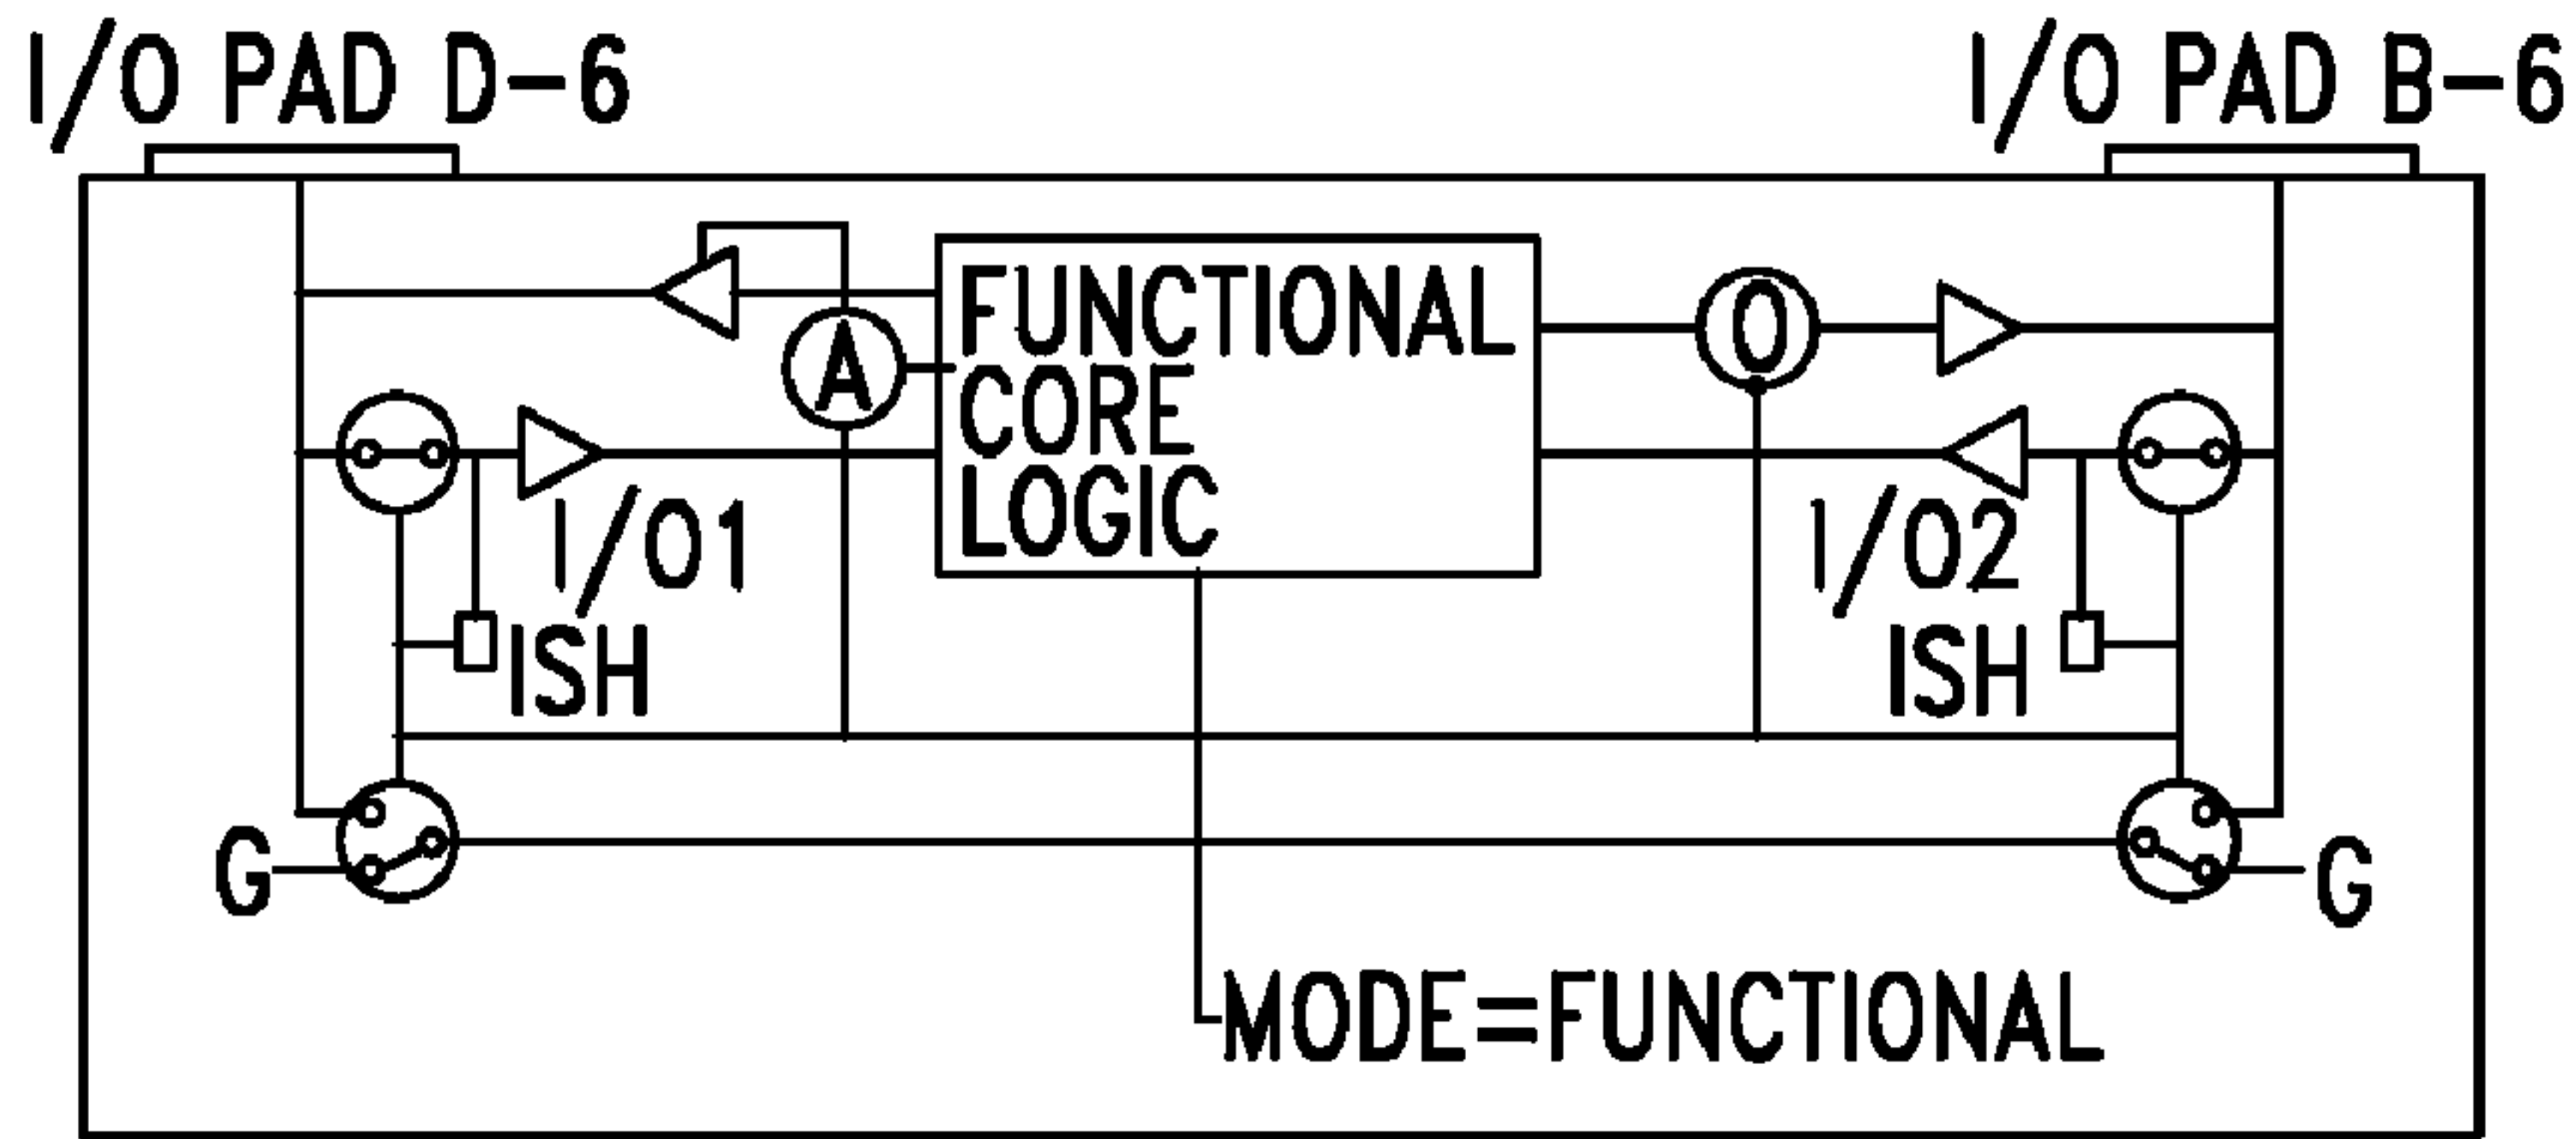 I/O PAD D-6
I/O PAD B-6
FUNCTIONAL
CORE
LOGIC
A
O
I/O1
ISH
I/O2
ISH
G
G
MODE=FUNCTIONAL